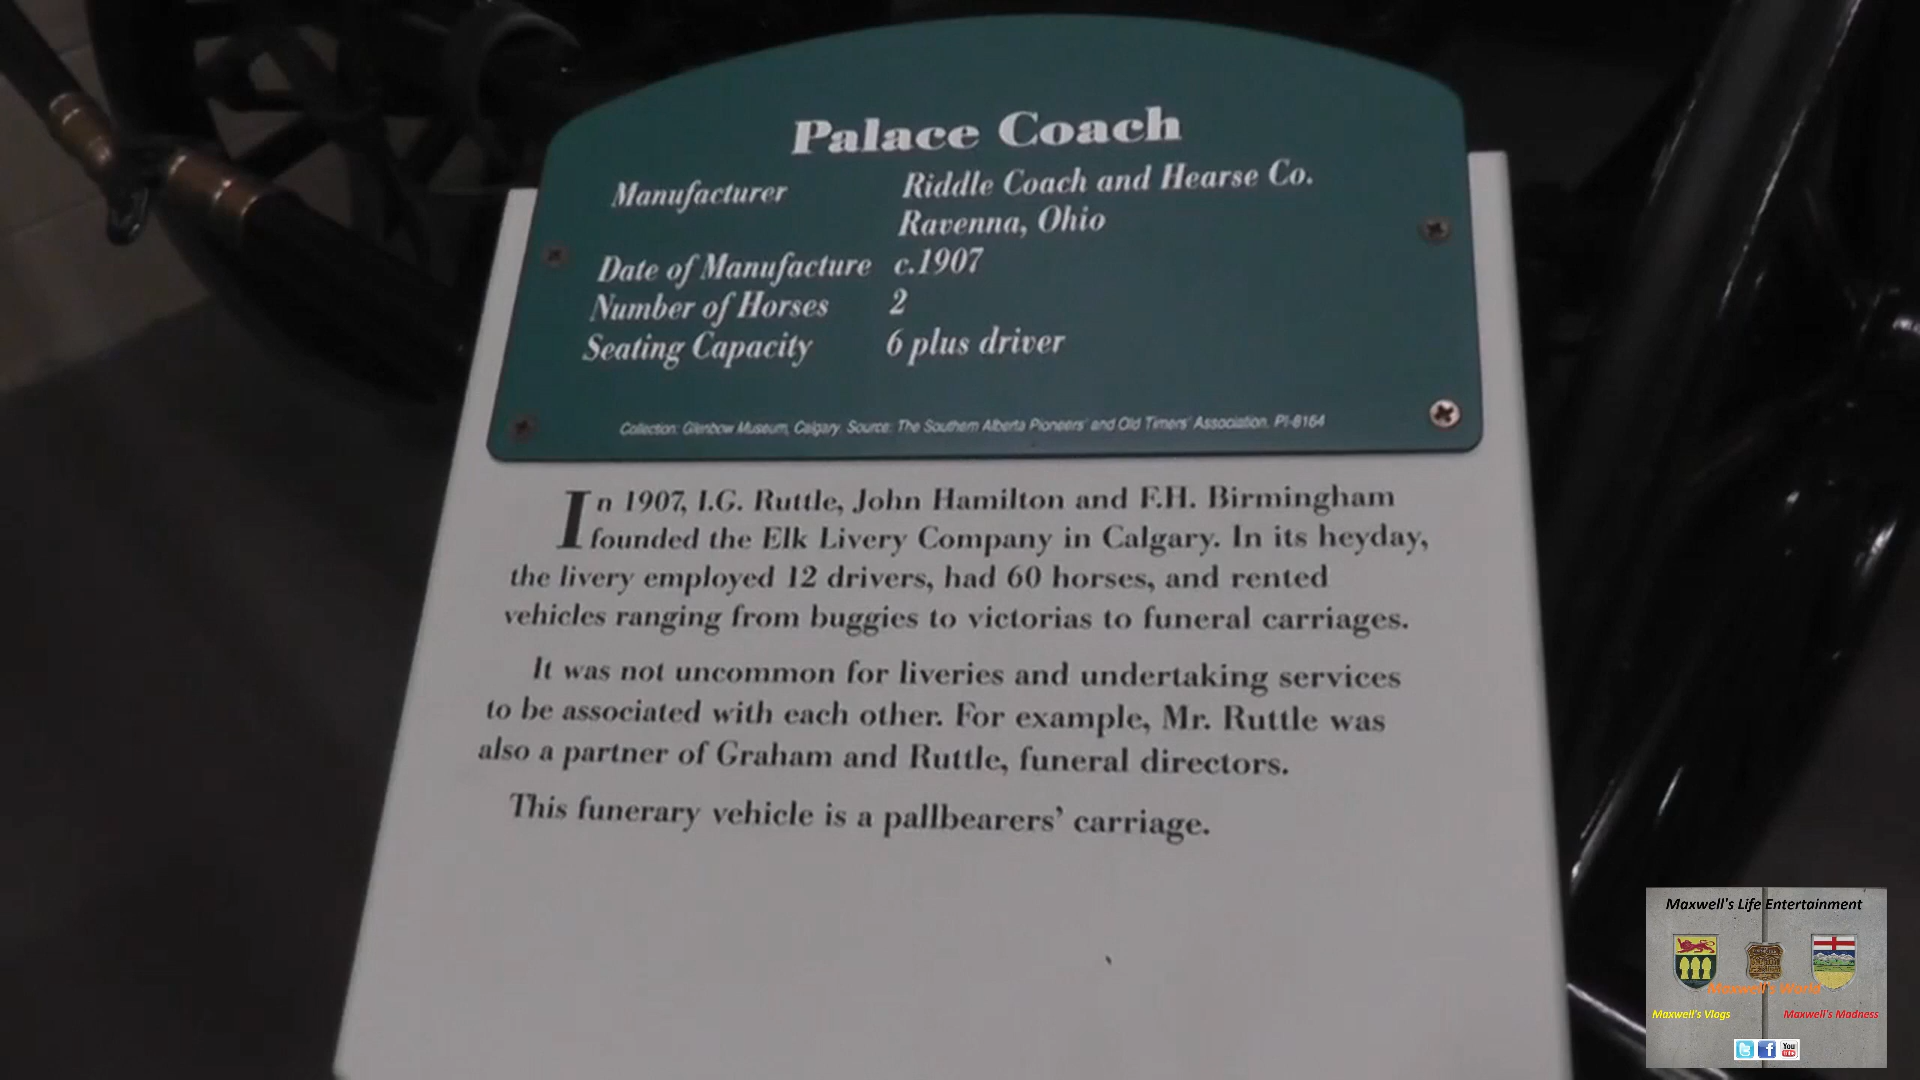 Palace Coach
Manufacturer Riddle Coach and Hearse Co.
Ravenna, Ohio
Date of Manufacture c.1907
Number of Horses 2
Seating Capacity 6 plus driver
Collection: Glenbow Museum, Calgary. Source: The Southern Alberta Pioneers' and Old Timers' Association. PI-8164
In 1907, I.G. Ruttle, John Hamilton and F.H. Birmingham
founded the Elk Livery Company in Calgary. In its heyday,
the livery employed 12 drivers, had 60 horses, and rented
vehicles ranging from buggies to victorias to funeral carriages.
It was not uncommon for liveries and undertaking services
to be associated with each other. For example, Mr. Ruttle was
also a partner of Graham and Ruttle, funeral directors.
This funerary vehicle is a pallbearers' carriage.
Maxwell's Life Entertainment
Maxwell's World
Maxwell's Vlogs Maxwell's Madness
You